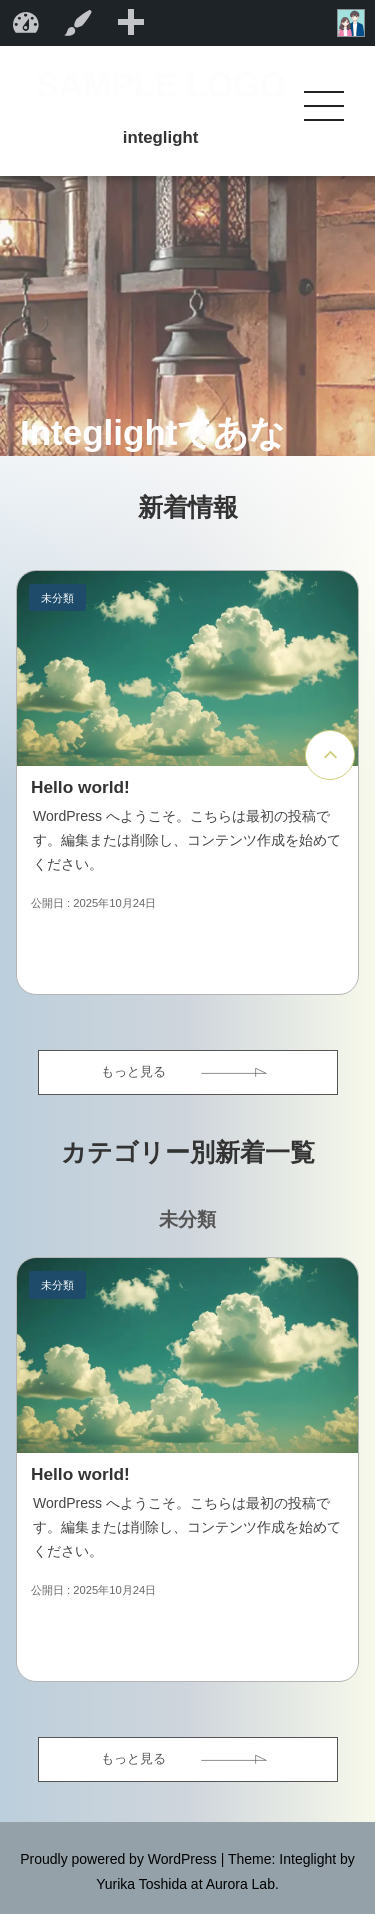 SAMPLE LOGO
integlight
Integlightであな
新着情報
未分類
Hello world!
WordPress へようこそ。こちらは最初の投稿で
す。編集または削除し、コンテンツ作成を始めて
ください。
公開日 : 2025年10月24日
もっと見る
カテゴリー別新着一覧
未分類
未分類
Hello world!
WordPress へようこそ。こちらは最初の投稿で
す。編集または削除し、コンテンツ作成を始めて
ください。
公開日 : 2025年10月24日
もっと見る
Proudly powered by WordPress | Theme: Integlight by
Yurika Toshida at Aurora Lab.